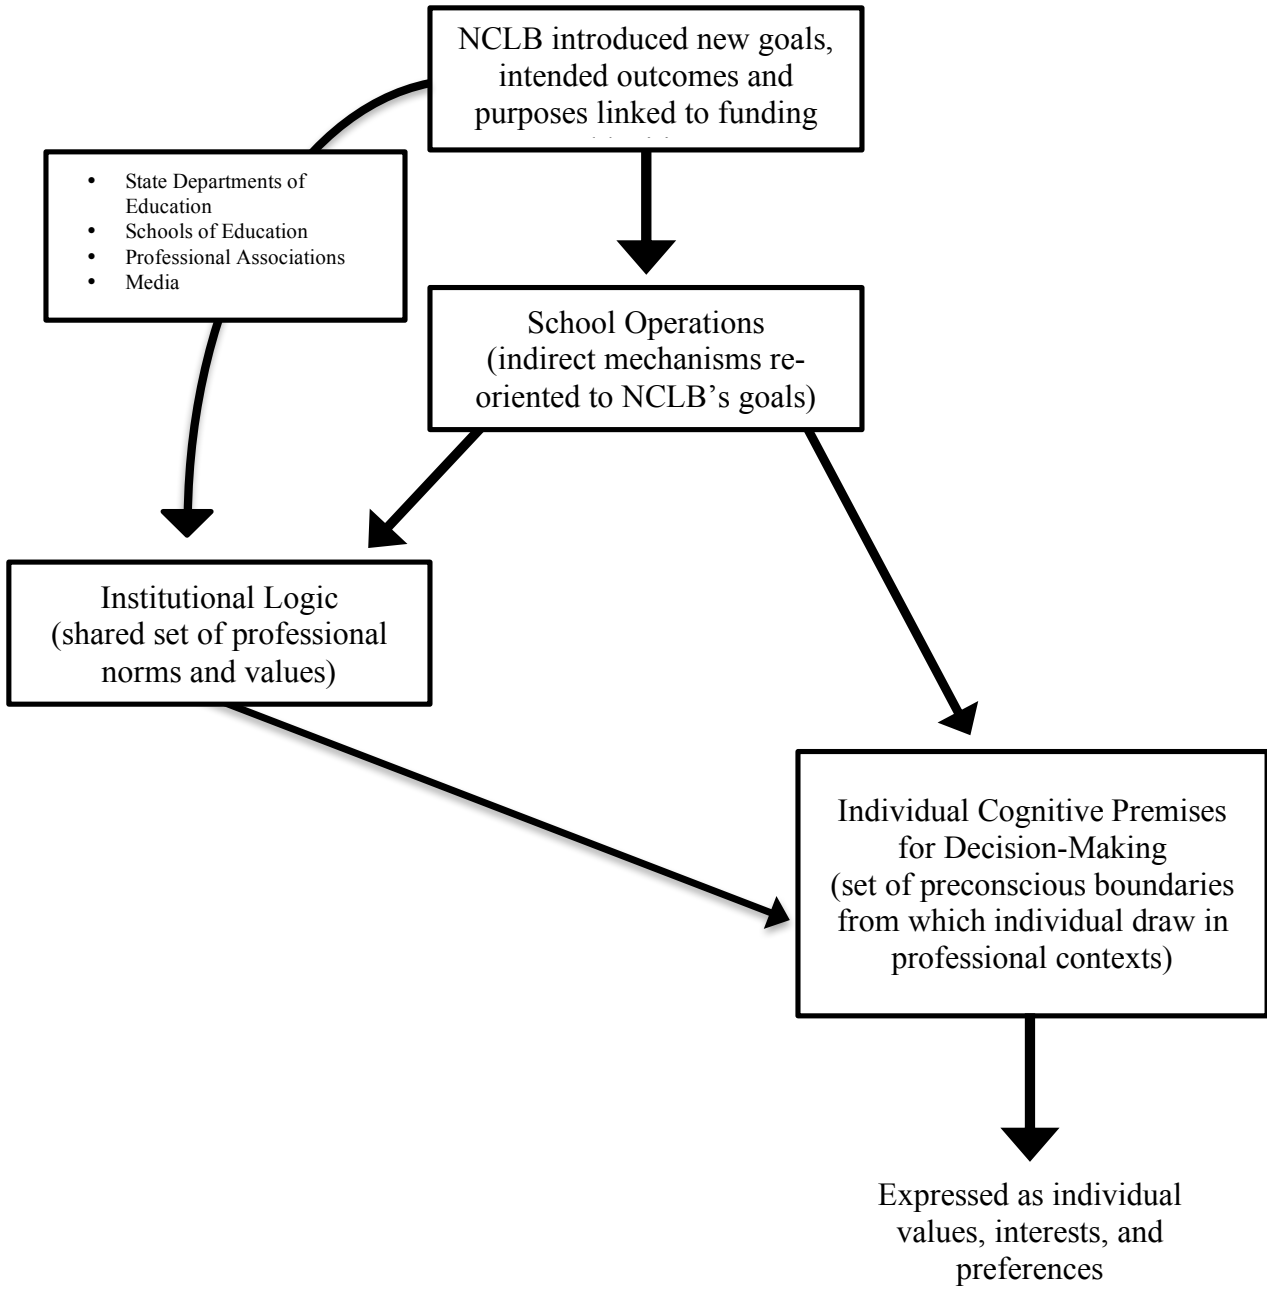 NCLB introduced new goals,
intended outcomes and
purposes linked to funding
• State Departments of
Education
• Schools of Education
• Professional Associations
• Media
School Operations
(indirect mechanisms re-
oriented to NCLB’s goals)
Institutional Logic
(shared set of professional
norms and values)
Individual Cognitive Premises
for Decision-Making
(set of preconscious boundaries
from which individual draw in
professional contexts)
Expressed as individual
values, interests, and
preferences